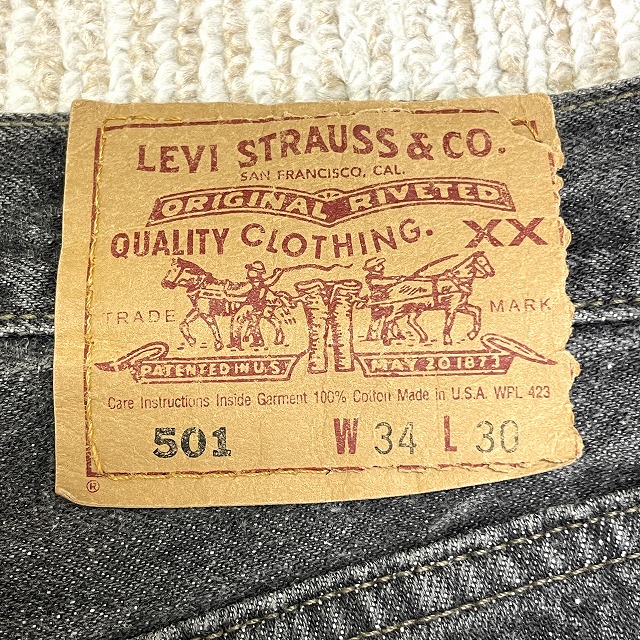 LEVI STRAUSS & CO.
SAN FRANCISCO, CAL.
ORIGINAL RIVETED
QUALITY CLOTHING. XX
TRADE MARK
PATENTED IN U.S. MAY 20 1873
Care Instructions Inside Garment 100% Cotton Made in U.S.A. WPL 423
501 W 34 L 30
®